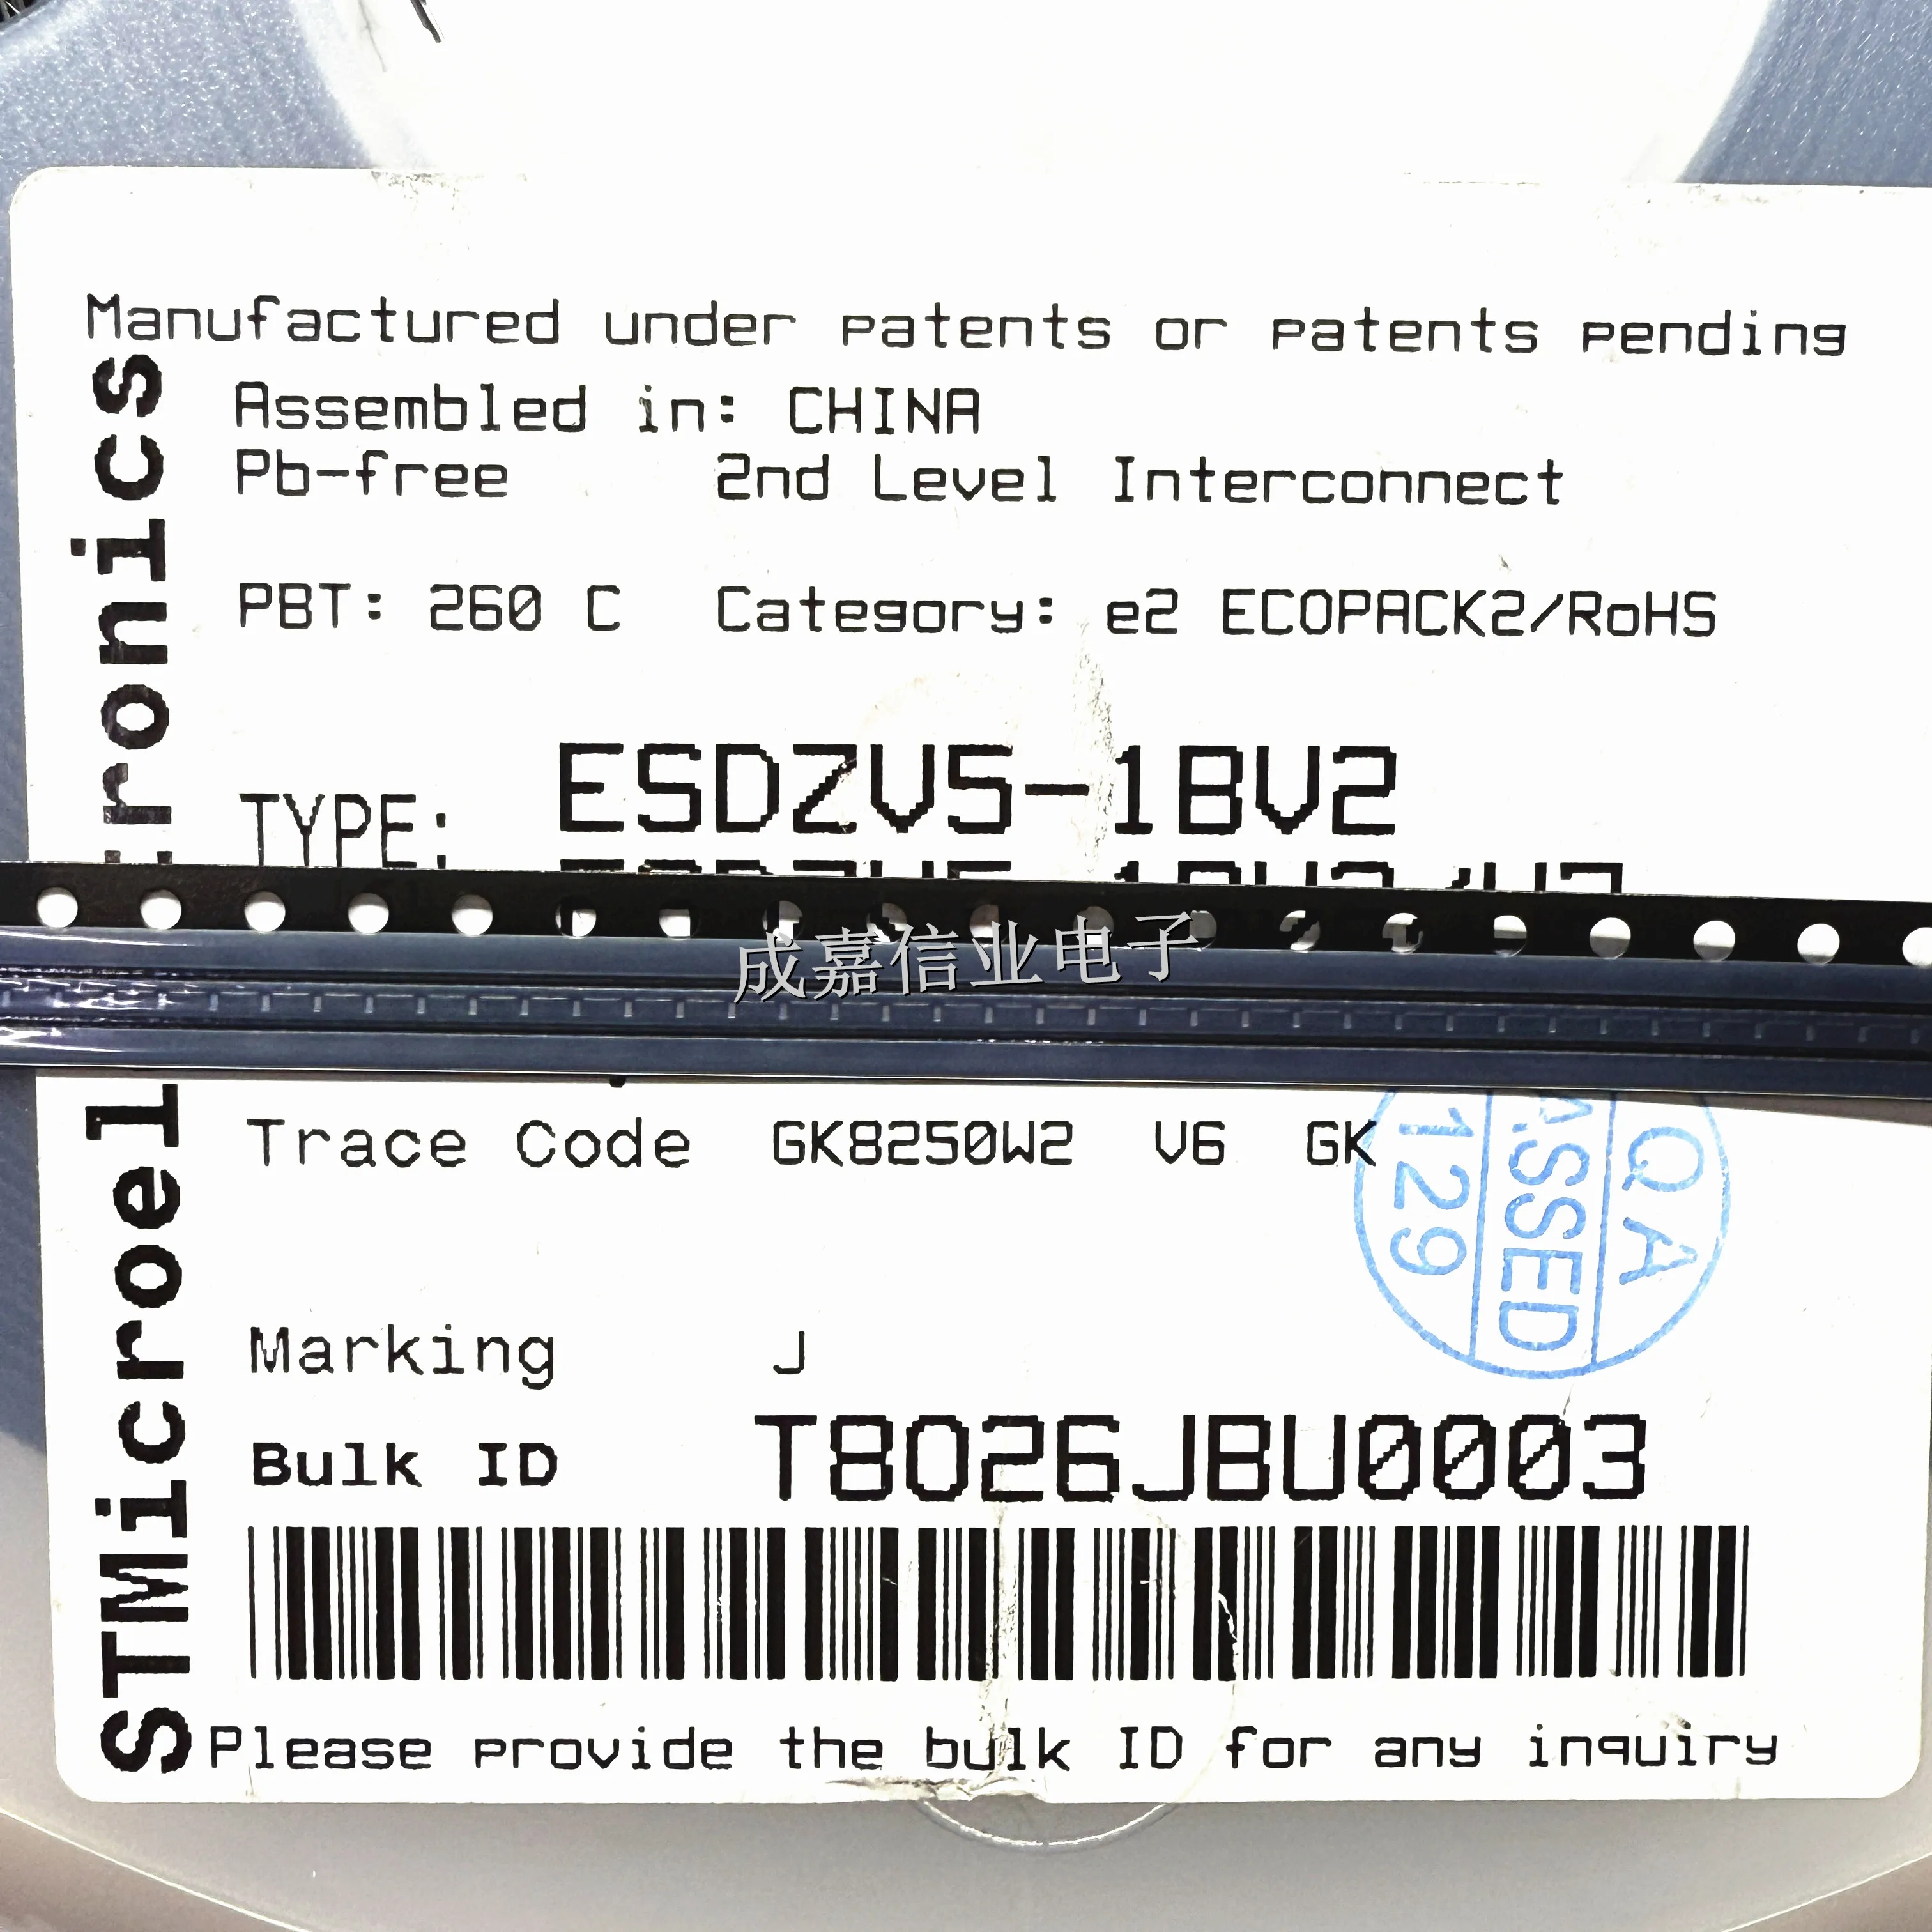 Manufactured under patents or patents pending
Assembled in: CHINA
Pb-free 2nd Level Interconnect
PBT: 260 C Category: e2 ECOPACK2/RoHS
TYPE: ESDZV5-1BV2
成嘉信业电子
Trace Code GK8250W2 V6 GK
QA
129
Marking J
Bulk ID T8026JBU0003
Please provide the bulk ID for any inquiry